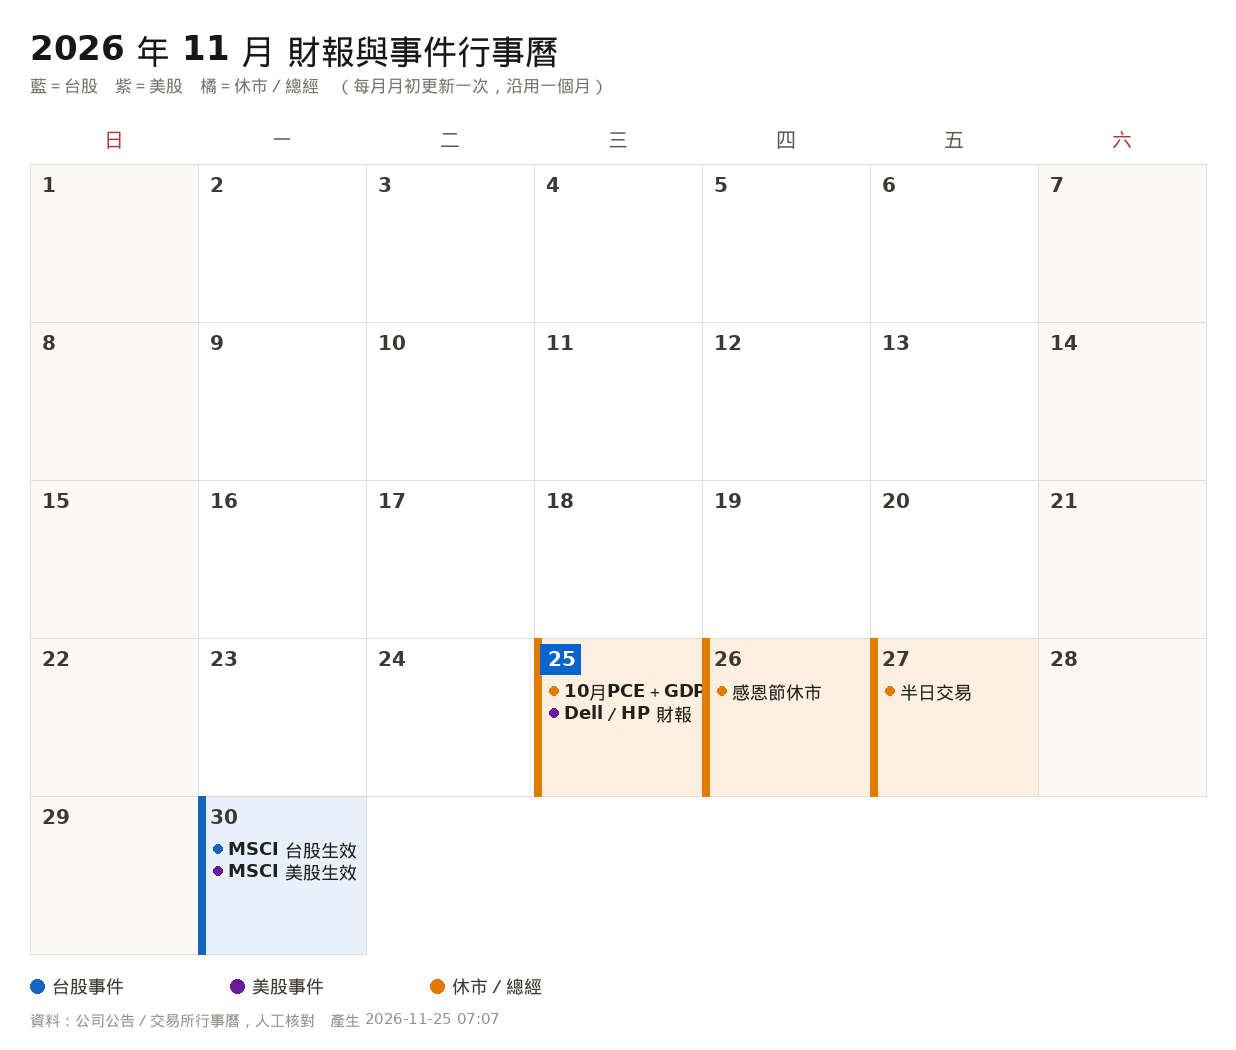 2026 年 11 月 財報與事件行事曆
藍 = 台股　紫 = 美股　橘 = 休市 / 總經　( 每月月初更新一次 , 沿用一個月 )
日 一 二 三 四 五 六
1 2 3 4 5 6 7
8 9 10 11 12 13 14
15 16 17 18 19 20 21
22 23 24 25 26 27 28
10月PCE + GDP 感恩節休市 半日交易
Dell / HP 財報
29 30
MSCI 台股生效
MSCI 美股生效
台股事件 美股事件 休市 / 總經
資料 : 公司公告 / 交易所行事曆 , 人工核對　產生 2026-11-25 07:07